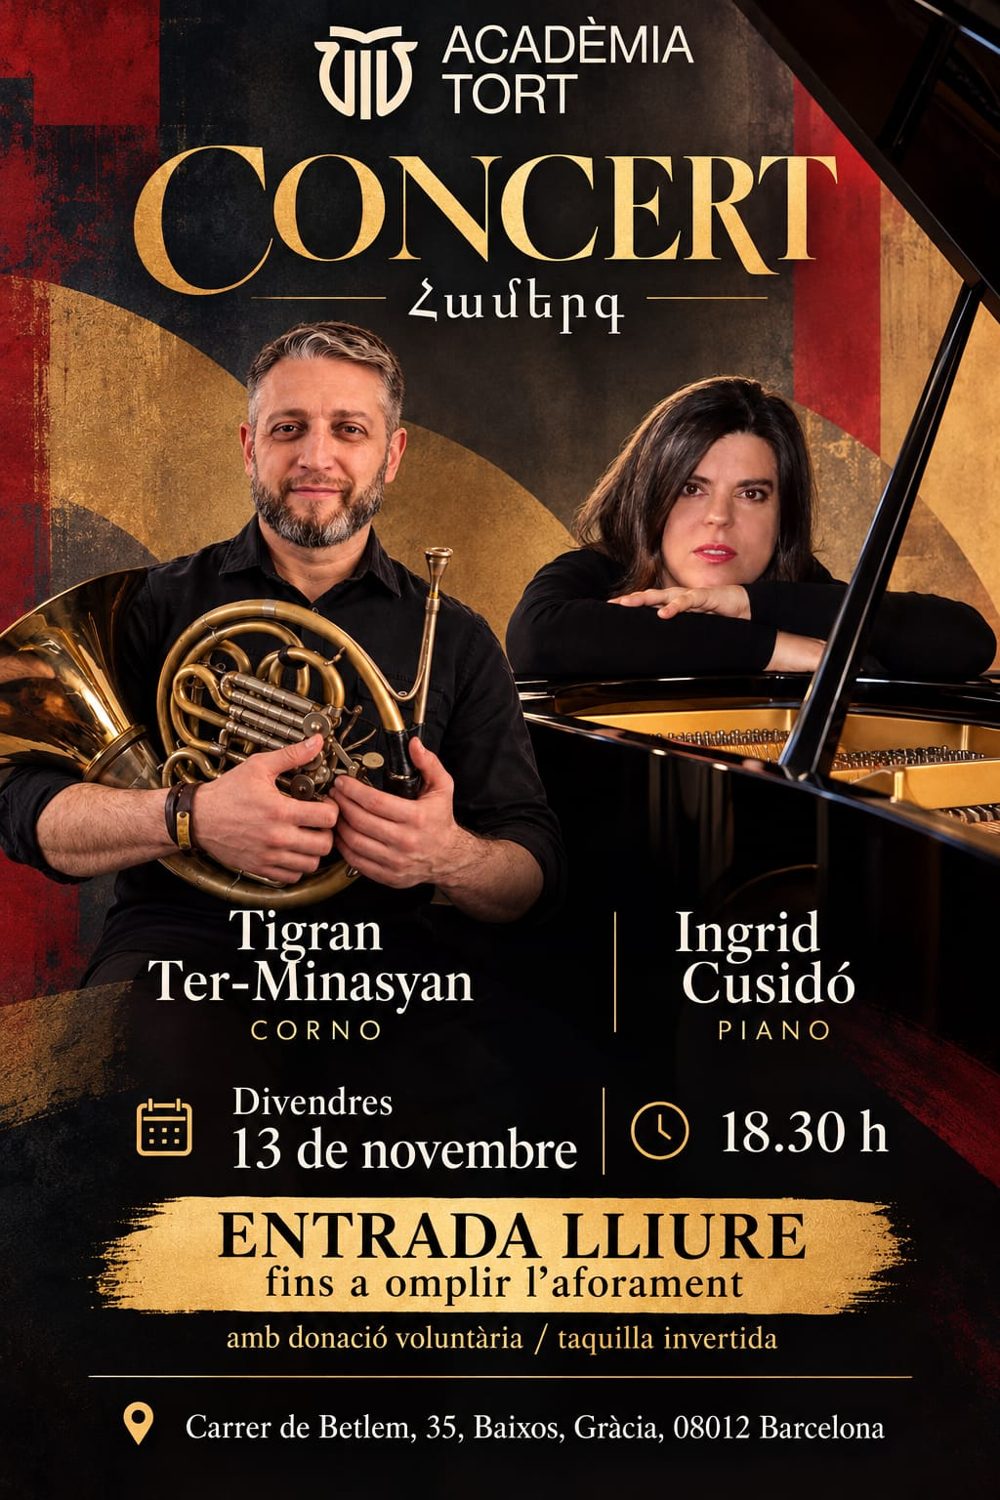 ACADÈMIA
TORT
CONCERT
Համերգ
Tigran
Ter-Minasyan
CORNO
Ingrid
Cusidó
PIANO
Divendres
13 de novembre
18.30 h
ENTRADA LLIURE
fins a omplir l’aforament
amb donació voluntària / taquilla invertida
Carrer de Betlem, 35, Baixos, Gràcia, 08012 Barcelona